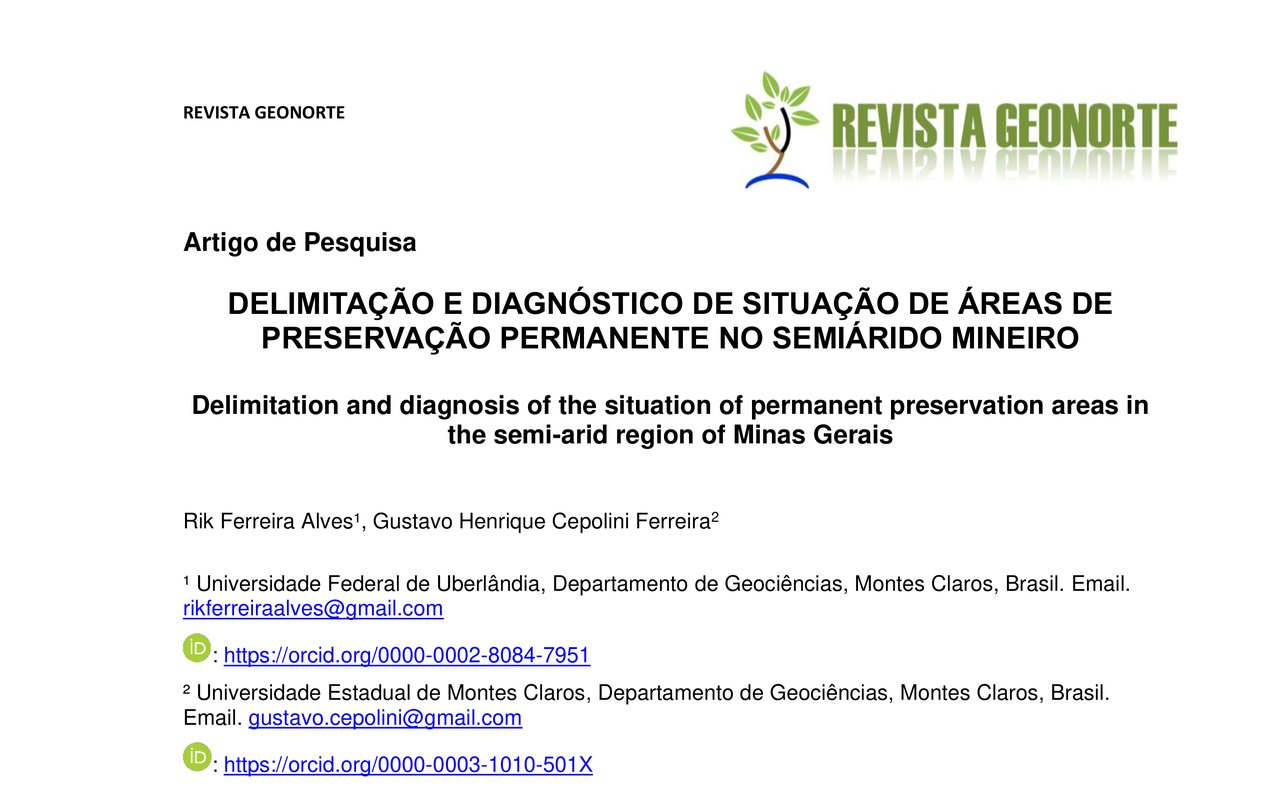 REVISTA GEONORTE
REVISTA GEONORTE
Artigo de Pesquisa
DELIMITAÇÃO E DIAGNÓSTICO DE SITUAÇÃO DE ÁREAS DE
PRESERVAÇÃO PERMANENTE NO SEMIÁRIDO MINEIRO
Delimitation and diagnosis of the situation of permanent preservation areas in
the semi-arid region of Minas Gerais
Rik Ferreira Alves¹, Gustavo Henrique Cepolini Ferreira²
¹ Universidade Federal de Uberlândia, Departamento de Geociências, Montes Claros, Brasil. Email.
rikferreiraalves@gmail.com
iD: https://orcid.org/0000-0002-8084-7951
² Universidade Estadual de Montes Claros, Departamento de Geociências, Montes Claros, Brasil.
Email. gustavo.cepolini@gmail.com
iD: https://orcid.org/0000-0003-1010-501X